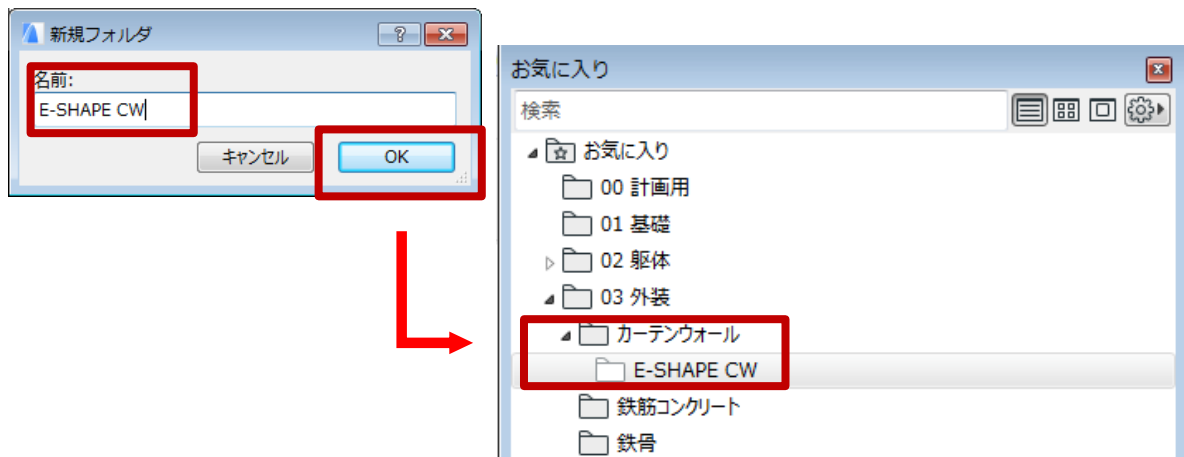 新規フォルダ
名前:
E-SHAPE CW
キャンセル
OK
お気に入り
検索
お気に入り
00 計画用
01 基礎
02 躯体
03 外装
カーテンウォール
E-SHAPE CW
鉄筋コンクリート
鉄骨